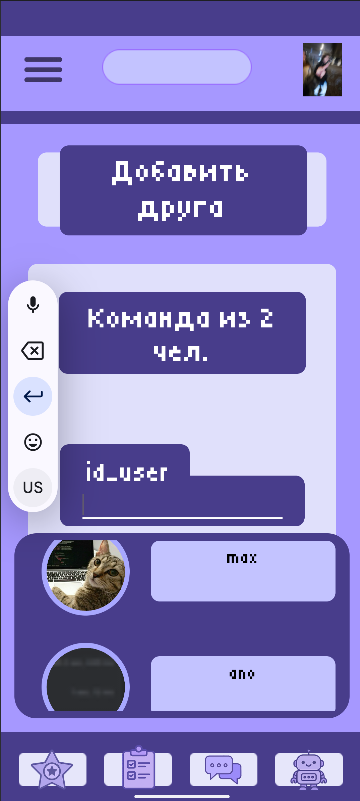 Добавить
друга
Команда из 2
чел.
id_user
US
max
ano